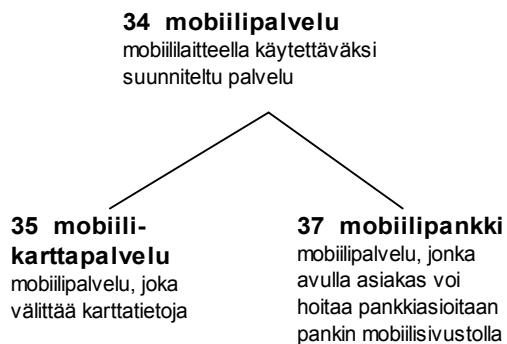 34 mobiilipalvelu
mobiililaitteella käytettäväksi
suunniteltu palvelu
35 mobiili-
karttapalvelu
mobiilipalvelu, joka
välittää karttatietoja
37 mobiilipankki
mobiilipalvelu, jonka
avulla asiakas voi
hoitaa pankkiasioitaan
pankin mobiilisivustolla